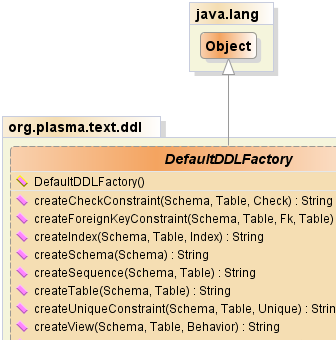 java.lang
Object
org.plasma.text.ddl
DefaultDDLFactory
DefaultDDLFactory()
createCheckConstraint(Schema, Table, Check) : String
createForeignKeyConstraint(Schema, Table, Fk, Table)
createIndex(Schema, Table, Index) : String
createSchema(Schema) : String
createSequence(Schema, Table) : String
createTable(Schema, Table) : String
createUniqueConstraint(Schema, Table, Unique) : Strin
createView(Schema, Table, Behavior) : String